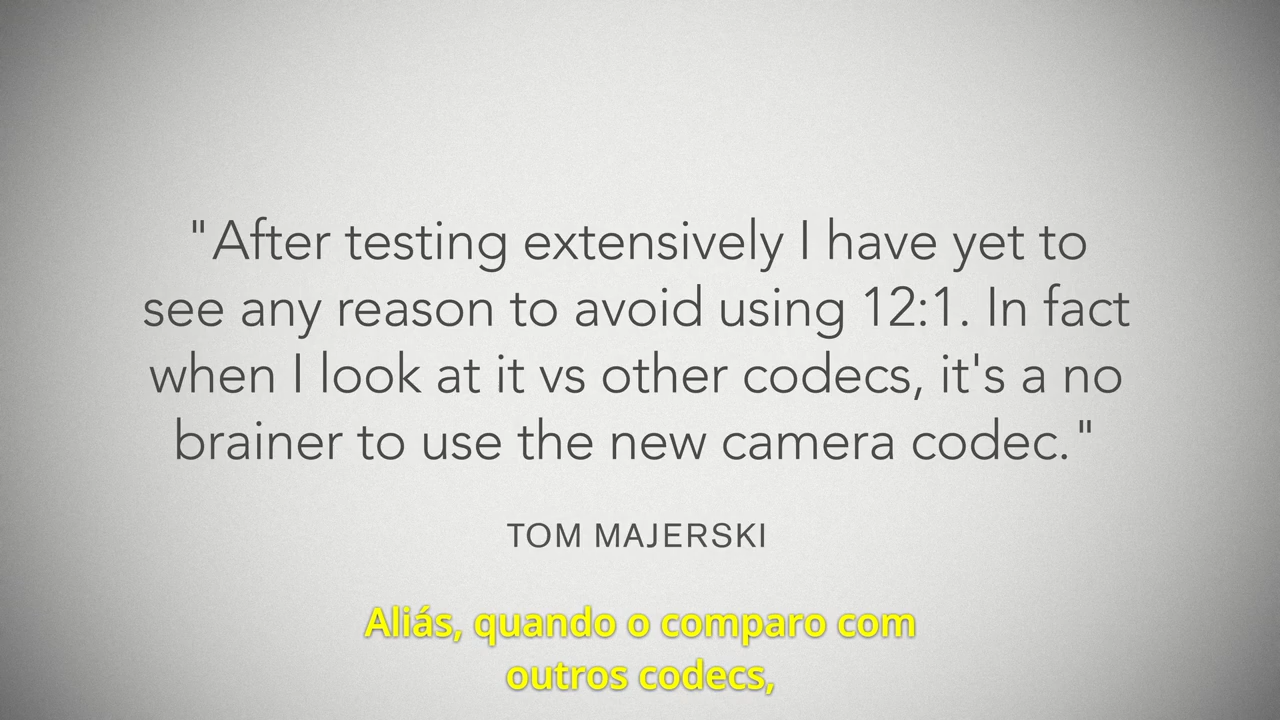 "After testing extensively I have yet to
see any reason to avoid using 12:1. In fact
when I look at it vs other codecs, it's a no
brainer to use the new camera codec."
TOM MAJERSKI
Aliás, quando o comparo com
outros codecs,